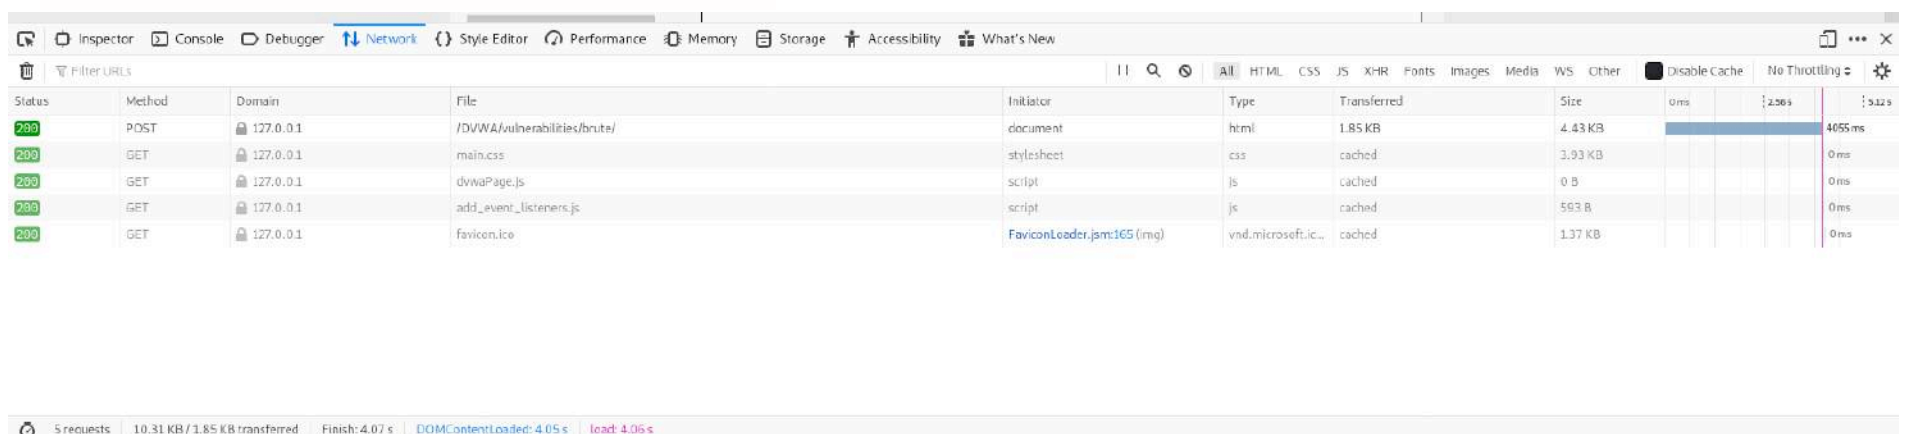 Inspector Console Debugger Network Style Editor Performance Memory Storage Accessibility What's New
Filter URLs All HTML CSS JS XHR Fonts Images Media WS Other Disable Cache No Throttling
Status Method Domain File Initiator Type Transferred Size 0 ms 2.56 s 5.12 s
200 POST 127.0.0.1 /DVWA/vulnerabilities/brute/ document html 1.85 KB 4.43 KB 4055 ms
200 GET 127.0.0.1 main.css stylesheet css cached 3.93 KB 0 ms
200 GET 127.0.0.1 dvwaPage.js script js cached 0 B 0 ms
200 GET 127.0.0.1 add_event_listeners.js script js cached 593 B 0 ms
200 GET 127.0.0.1 favicon.ico FaviconLoader.jsm:165 (img) vnd.microsoft.ic... cached 1.37 KB 0 ms
5 requests 10.31 KB / 1.85 KB transferred Finish: 4.07 s DOMContentLoaded: 4.05 s load: 4.06 s